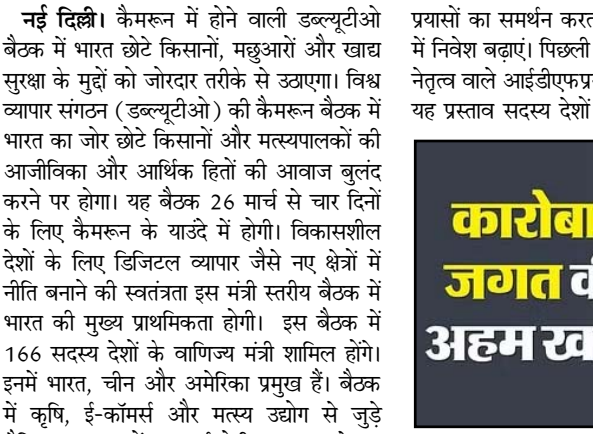 नई दिल्ली। कैमरून में होने वाली डब्ल्यूटीओ
बैठक में भारत छोटे किसानों, मछुआरों और खाद्य
सुरक्षा के मुद्दों को जोरदार तरीके से उठाएगा। विश्व
व्यापार संगठन (डब्ल्यूटीओ) की कैमरून बैठक में
भारत का जोर छोटे किसानों और मत्स्यपालकों की
आजीविका और आर्थिक हितों की आवाज बुलंद
करने पर होगा। यह बैठक 26 मार्च से चार दिनों
के लिए कैमरून के याउंदे में होगी। विकासशील
देशों के लिए डिजिटल व्यापार जैसे नए क्षेत्रों में
नीति बनाने की स्वतंत्रता इस मंत्री स्तरीय बैठक में
भारत की मुख्य प्राथमिकता होगी। इस बैठक में
166 सदस्य देशों के वाणिज्य मंत्री शामिल होंगे।
इनमें भारत, चीन और अमेरिका प्रमुख हैं। बैठक
में कृषि, ई-कॉमर्स और मत्स्य उद्योग से जुड़े
प्रयासों का समर्थन
में निवेश बढ़ाएं। पिछली
नेतृत्व वाले
यह प्रस्ताव सदस्य देशों
जगत
अहम